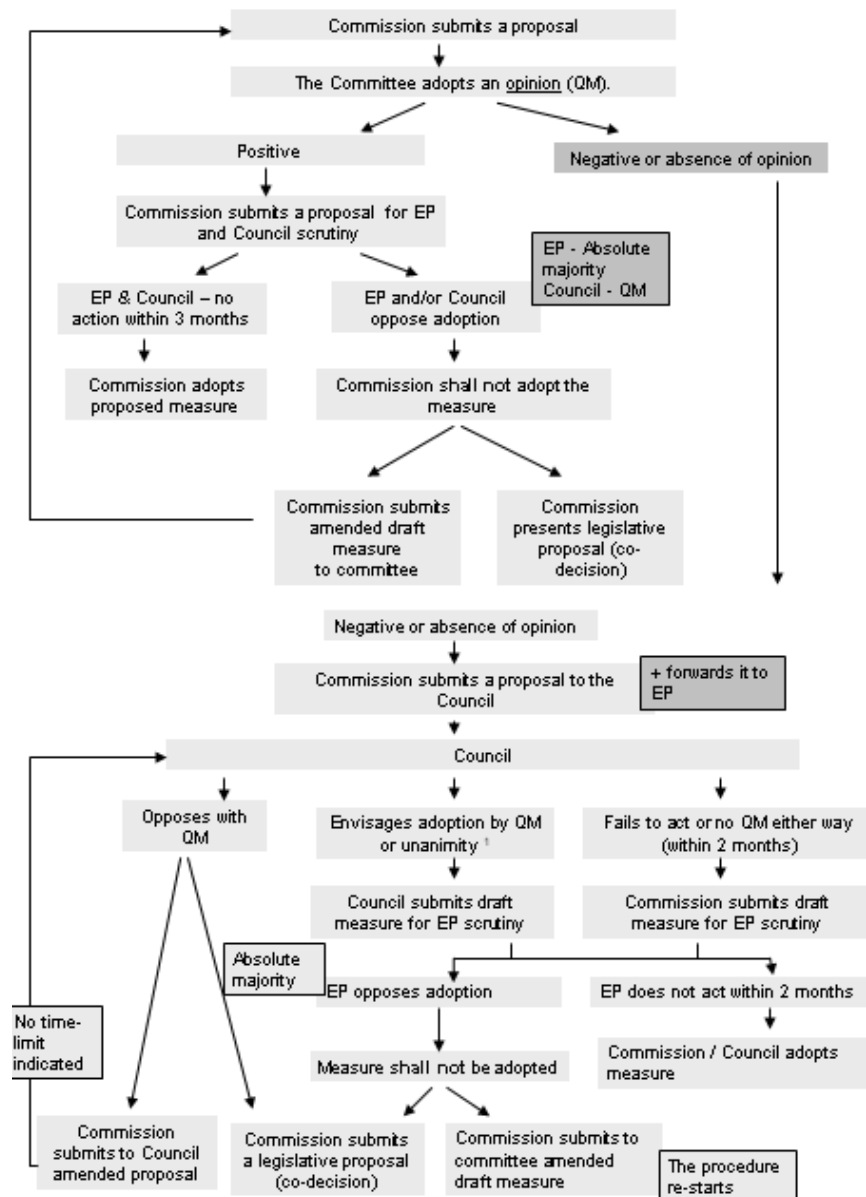 Commission submits a proposal
The Committee adopts an opinion (QM).
Positive
Negative or absence of opinion
Commission submits a proposal for EP
and Council scrutiny
EP - Absolute
majority
Council - QM
EP & Council – no
action within 3 months
EP and/or Council
oppose adoption
Commission adopts
proposed measure
Commission shall not adopt the
measure
Commission submits
amended draft
measure
to committee
Commission
presents legislative
proposal (co-
decision)
Negative or absence of opinion
Commission submits a proposal to the
Council
+ forwards it to
EP
Council
Opposes with
QM
Envisages adoption by QM
or unanimity ¹
Fails to act or no QM either way
(within 2 months)
Council submits draft
measure for EP scrutiny
Commission submits draft
measure for EP scrutiny
Absolute
majority
EP opposes adoption
EP does not act within 2 months
No time-
limit
indicated
Measure shall not be adopted
Commission / Council adopts
measure
Commission
submits to Council
amended proposal
Commission submits
a legislative proposal
(co-decision)
Commission submits to
committee amended
draft measure
The procedure
re-starts